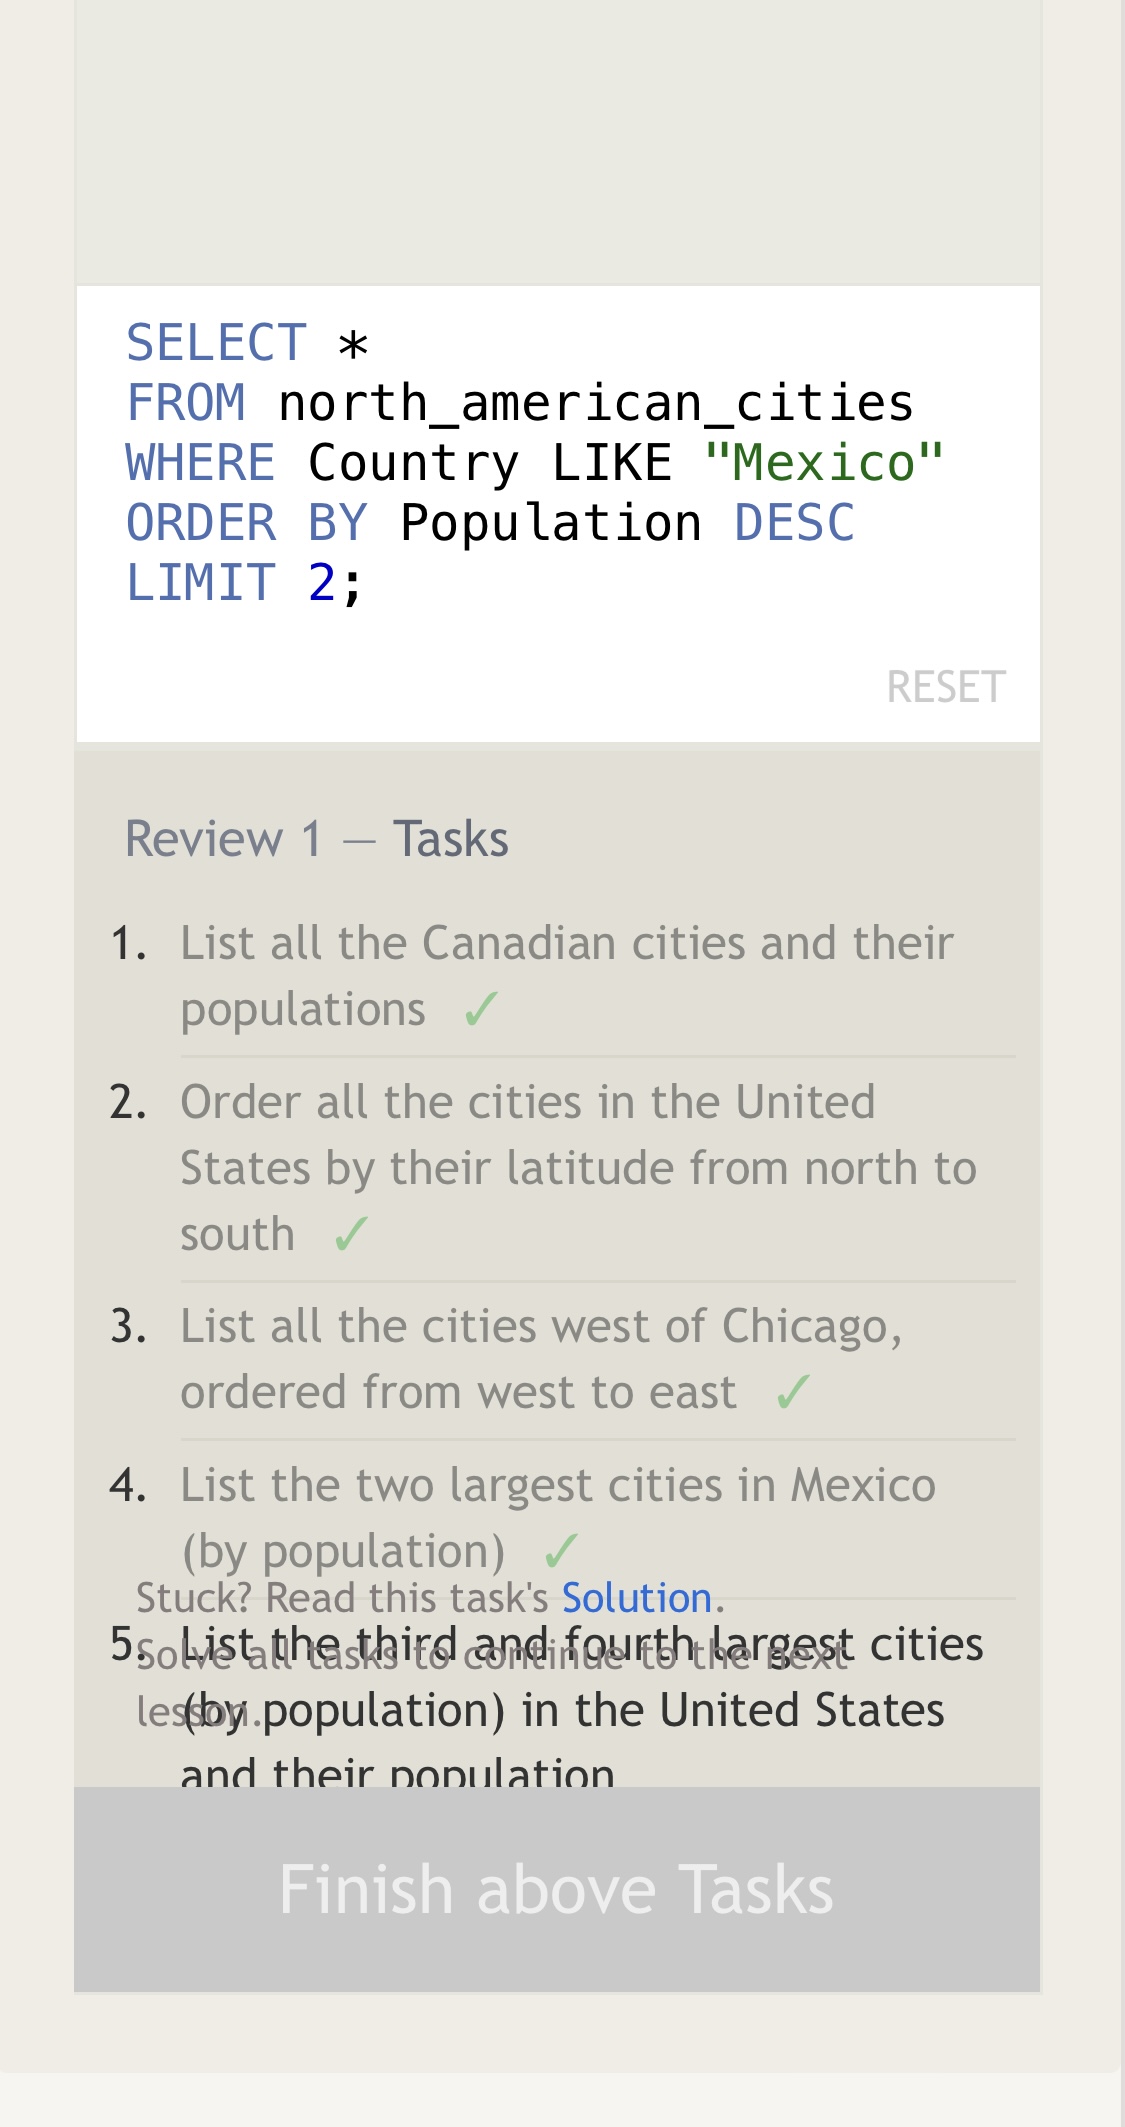 SELECT *
FROM north_american_cities
WHERE Country LIKE "Mexico"
ORDER BY Population DESC
LIMIT 2;
RESET
Review 1 — Tasks
1. List all the Canadian cities and their
populations ✓
2. Order all the cities in the United
States by their latitude from north to
south ✓
3. List all the cities west of Chicago,
ordered from west to east ✓
4. List the two largest cities in Mexico
(by population) ✓
Stuck? Read this task's Solution.
5. List the third and fourth largest cities
Solve all tasks to continue to the next
(by population) in the United States
lesson.
and their population
Finish above Tasks